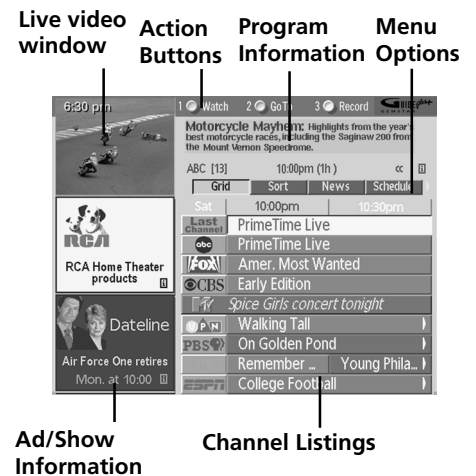 Live video
window
Action
Buttons
Program
Information
Menu
Options
6:30 pm
1 Watch 2 GoTo 3 Record GUIDE plus+
GEMSTAR
Motorcycle Mayhem: Highlights from the year's
best motorcycle races, including the Saginaw 200 from
the Mount Vernon Speedrome.
ABC [13] 10:00pm (1h ) cc i
Grid Sort News Schedule
Sat 10:00pm 10:30pm
Last
Channel PrimeTime Live
abc PrimeTime Live
FOX Amer. Most Wanted
CBS Early Edition
MTV Spice Girls concert tonight
UPN Walking Tall
PBS On Golden Pond
Remember ... Young Phila...
ESPN College Football
RCA
RCA Home Theater
products i
Dateline
Air Force One retires
Mon. at 10:00 i
Ad/Show
Information
Channel Listings